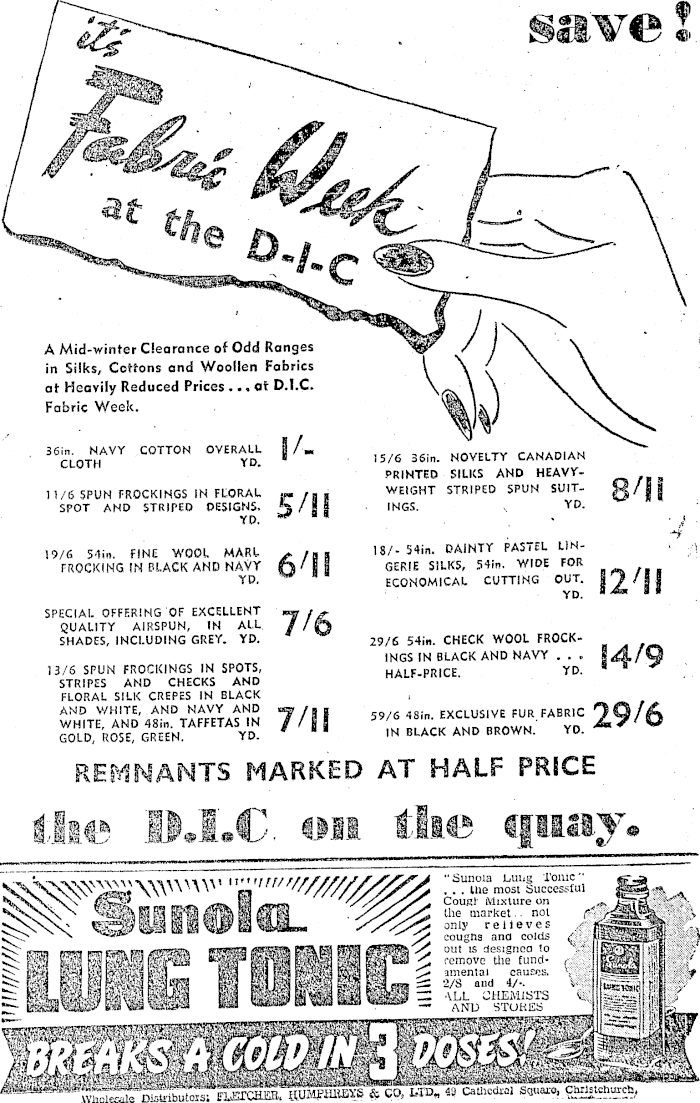 save!
it's
Fabric Week
at the D-I-C
A Mid-winter Clearance of Odd Ranges
in Silks, Cottons and Woollen Fabrics
at Heavily Reduced Prices . . . at D.I.C.
Fabric Week.
36in. NAVY COTTON OVERALL
CLOTH YD. 1/-
11/6 SPUN FROCKINGS IN FLORAL
SPOT AND STRIPED DESIGNS.
YD. 5/11
19/6 54in. FINE WOOL MARL
FROCKING IN BLACK AND NAVY
YD. 6/11
SPECIAL OFFERING OF EXCELLENT
QUALITY AIRSPUN, IN ALL
SHADES, INCLUDING GREY. YD. 7/6
13/6 SPUN FROCKINGS IN SPOTS,
STRIPES AND CHECKS AND
FLORAL SILK CREPES IN BLACK
AND WHITE, AND NAVY AND
WHITE, AND 48in. TAFFETAS IN
GOLD, ROSE, GREEN. YD. 7/11
15/6 36in. NOVELTY CANADIAN
PRINTED SILKS AND HEAVY-
WEIGHT STRIPED SPUN SUIT-
INGS. YD. 8/11
18/- 54in. DAINTY PASTEL LIN-
GERIE SILKS, 54in. WIDE FOR
ECONOMICAL CUTTING OUT.
YD. 12/11
29/6 54in. CHECK WOOL FROCK-
INGS IN BLACK AND NAVY . . .
HALF-PRICE. YD. 14/9
59/6 48in. EXCLUSIVE FUR FABRIC
IN BLACK AND BROWN. YD. 29/6
REMNANTS MARKED AT HALF PRICE
the D.I.C. on the quay.
Sunola
LUNG TONIC
"Sunola Lung Tonic"
. . . the most Successful
Cough Mixture on
the market . . not
only relieves
coughs and colds
but is designed to
remove the fund-
amental causes.
2/8 and 4/-.
ALL CHEMISTS
AND STORES
LUNG TONIC
BREAKS A COLD IN 3 DOSES!
Wholesale Distributors: FLETCHER, HUMPHREYS & CO, LTD., 49 Cathedral Square, Christchurch,